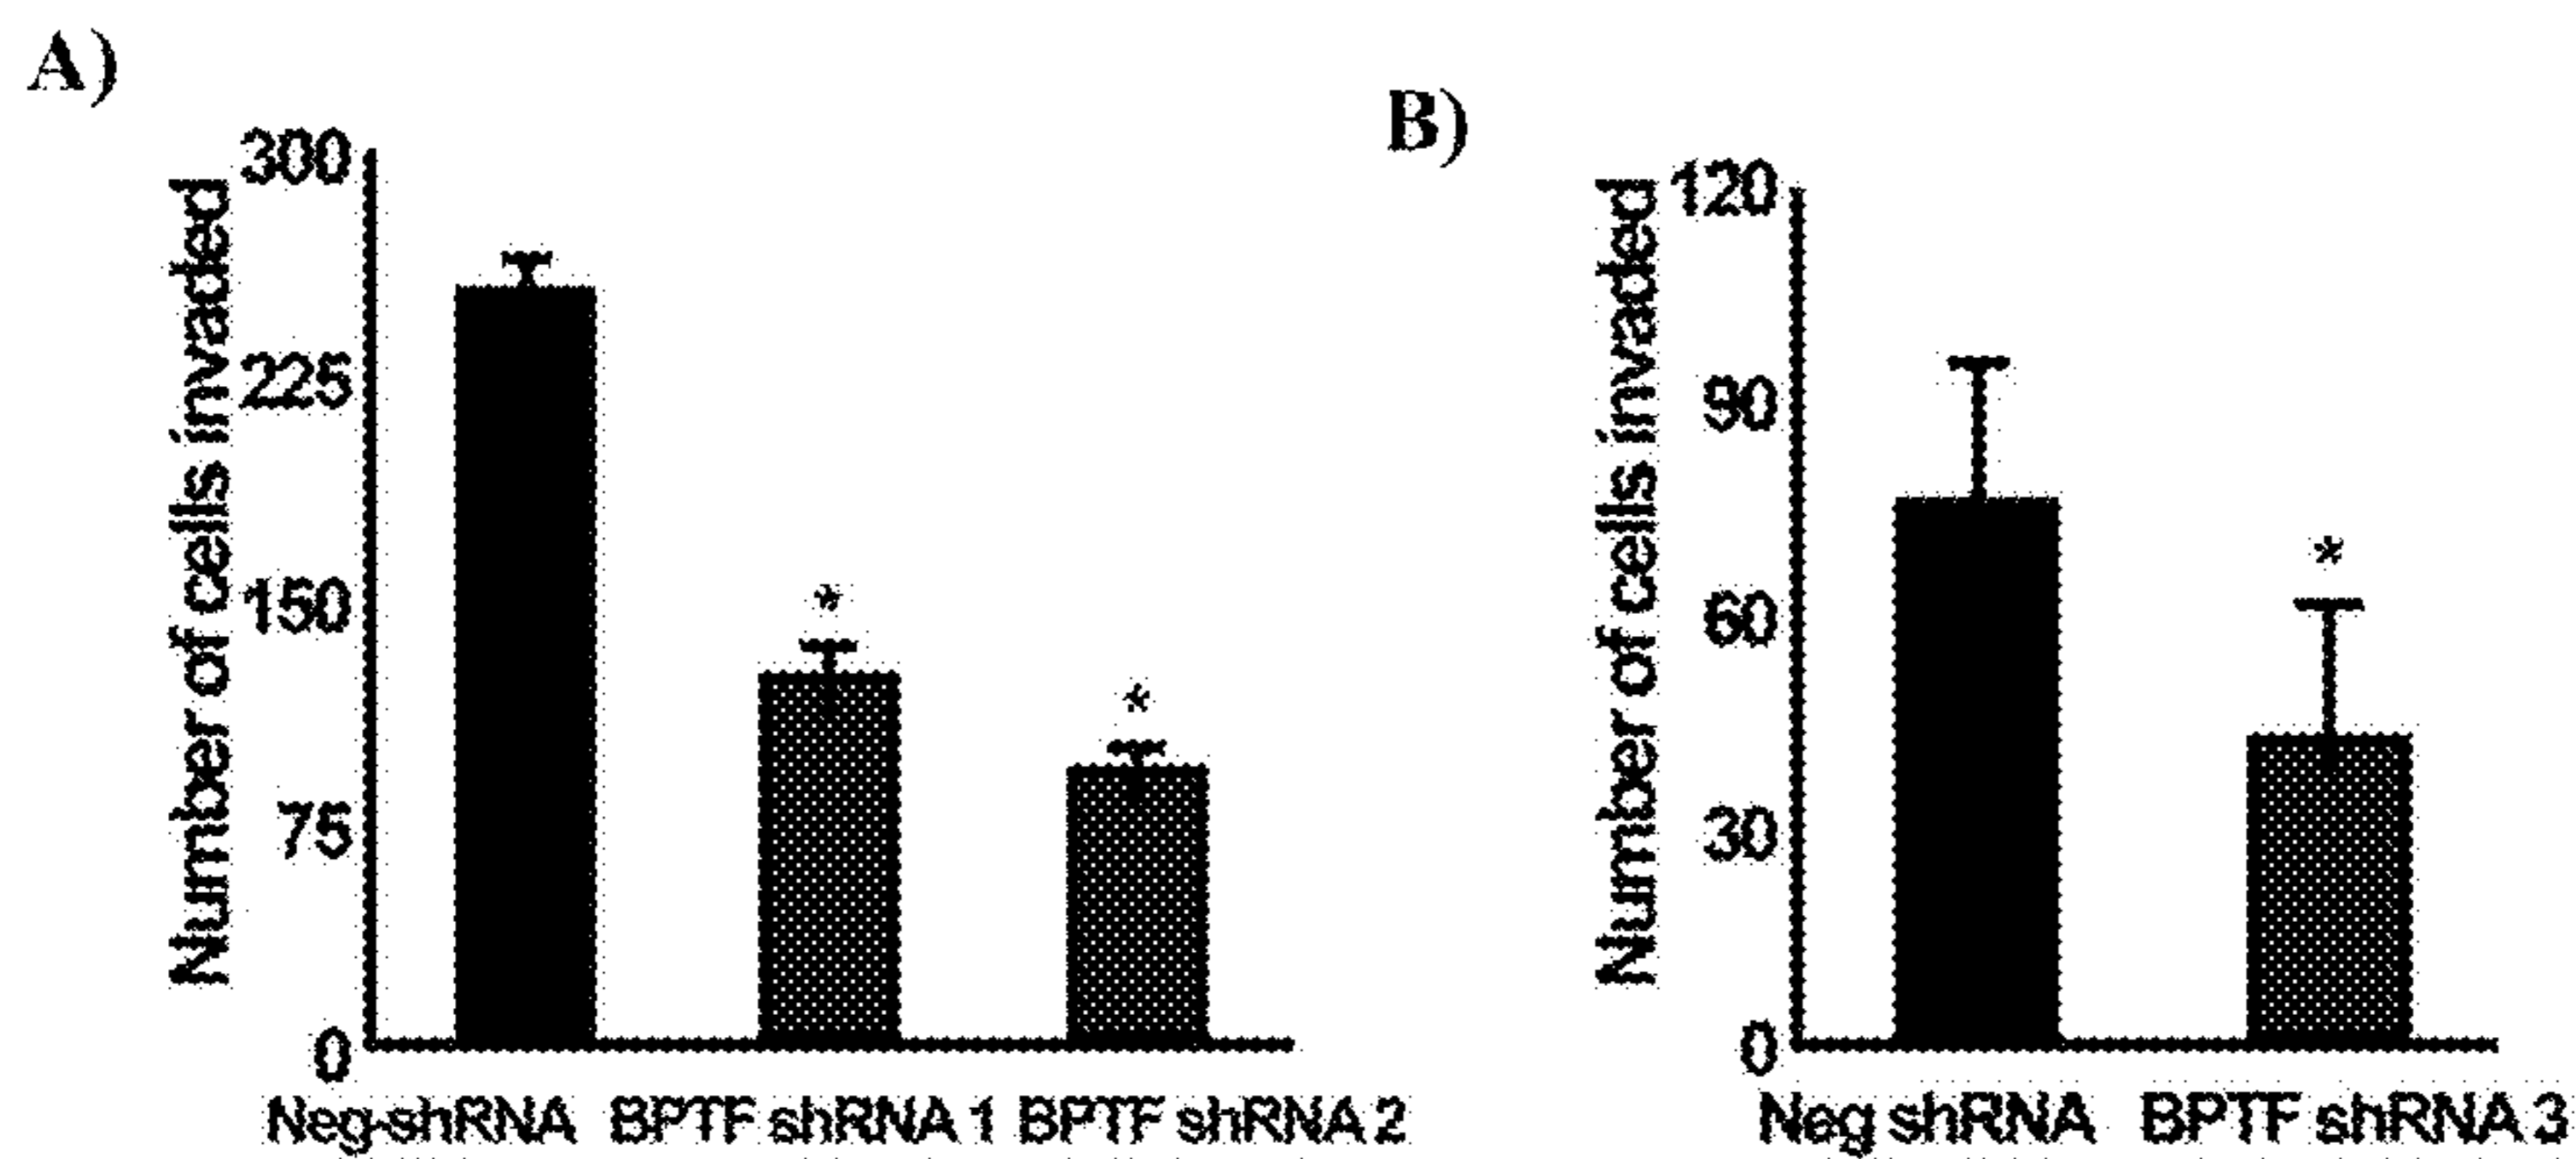 A)
Number of cells invaded
300
225
150
75
0
*
*
Neg-shRNA BPTF shRNA 1 BPTF shRNA 2
B)
Number of cells invaded
120
90
60
30
0
*
Neg shRNA BPTF shRNA 3